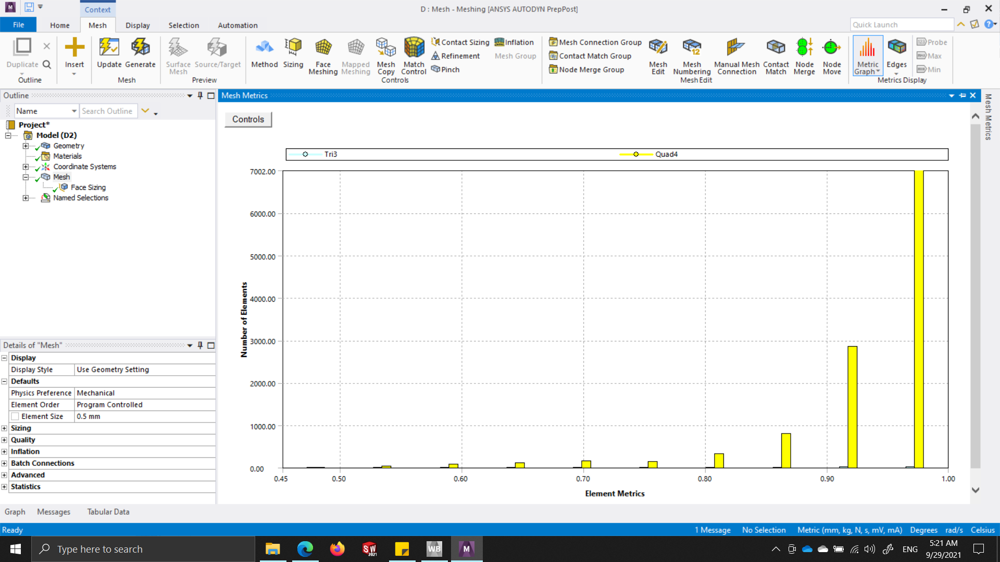 M
Context
D : Mesh - Meshing [ANSYS AUTODYN PrepPost]
File Home Mesh Display Selection Automation
Quick Launch
Duplicate
Outline
Insert
Update Generate
Mesh
Surface Mesh Source/Target
Preview
Method Sizing Face Meshing Mapped Meshing Mesh Copy Match Control
Contact Sizing
Refinement
Pinch
Inflation
Mesh Group
Controls
Mesh Connection Group
Contact Match Group
Node Merge Group
Mesh Edit Mesh Numbering Manual Mesh Connection Contact Match Node Merge Node Move
Mesh Edit
Metric Graph Edges
Probe
Max
Min
Metrics Display
Outline
Name Search Outline
Project*
Model (D2)
Geometry
Materials
Coordinate Systems
Mesh
Face Sizing
Named Selections
Details of "Mesh"
Display
Display Style Use Geometry Setting
Defaults
Physics Preference Mechanical
Element Order Program Controlled
Element Size 0.5 mm
Sizing
Quality
Inflation
Batch Connections
Advanced
Statistics
Mesh Metrics
Mesh Metrics
Controls
Tri3 Quad4
7002.00
6000.00
5000.00
4000.00
3000.00
2000.00
1000.00
0.00
Number of Elements
0.45 0.50 0.60 0.70 0.80 0.90 1.00
Element Metrics
Graph Messages Tabular Data
Ready
1 Message No Selection Metric (mm, kg, N, s, mV, mA) Degrees rad/s Celsius
Type here to search
SW
2021
WB
M
ENG
5:21 AM
9/29/2021